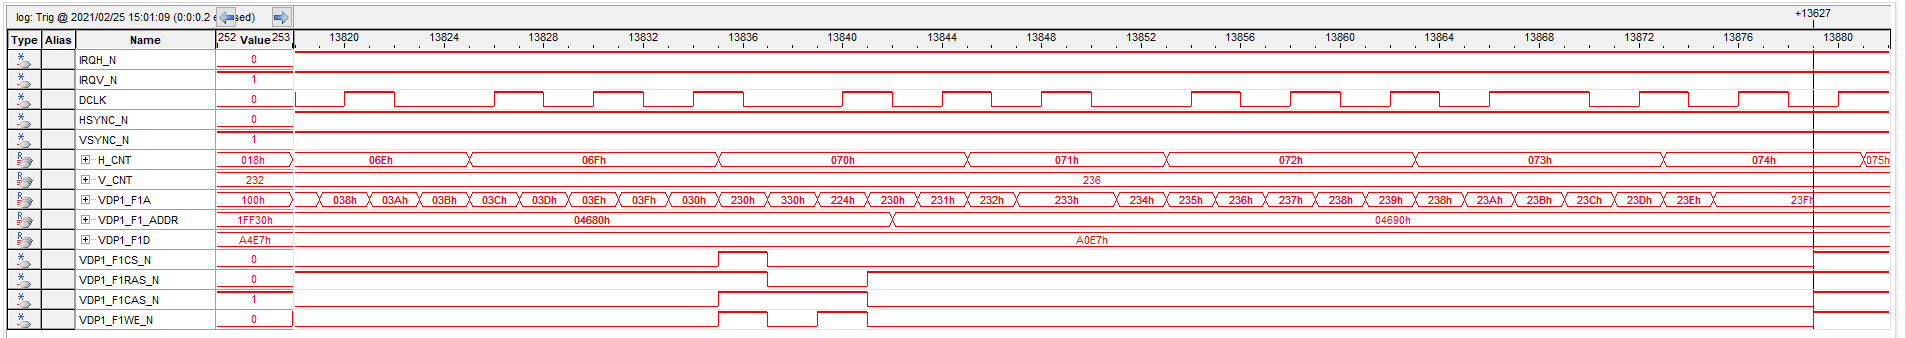 log: Trig @ 2021/02/25 15:01:09 (0:0:0.2 e sed)
+13627
Type Alias Name 252 Value 253 13820 13824 13828 13832 13836 13840 13844 13848 13852 13856 13860 13864 13868 13872 13876 13880
IRQH_N 0
IRQV_N 1
DCLK 0
HSYNC_N 0
VSYNC_N 1
H_CNT 018h 06Eh 06Fh 070h 071h 072h 073h 074h 075h
V_CNT 232 236
VDP1_F1A 100h 038h 03Ah 03Bh 03Ch 03Dh 03Eh 03Fh 030h 230h 330h 224h 230h 231h 232h 233h 234h 235h 236h 237h 238h 239h 238h 23Ah 23Bh 23Ch 23Dh 23Eh 23Fh
VDP1_F1_ADDR 1FF30h 04680h 04690h
VDP1_F1D A4E7h A0E7h
VDP1_F1CS_N 0
VDP1_F1RAS_N 0
VDP1_F1CAS_N 1
VDP1_F1WE_N 0